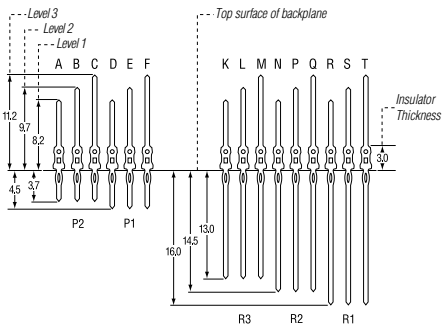 Level 3
Top surface of backplane
Level 2
Level 1
A B C D E F
K L M N P Q R S T
Insulator
Thickness
11.2
9.7
8.2
3.0
4.5
3.7
13.0
14.5
16.0
P2 P1
R3 R2 R1